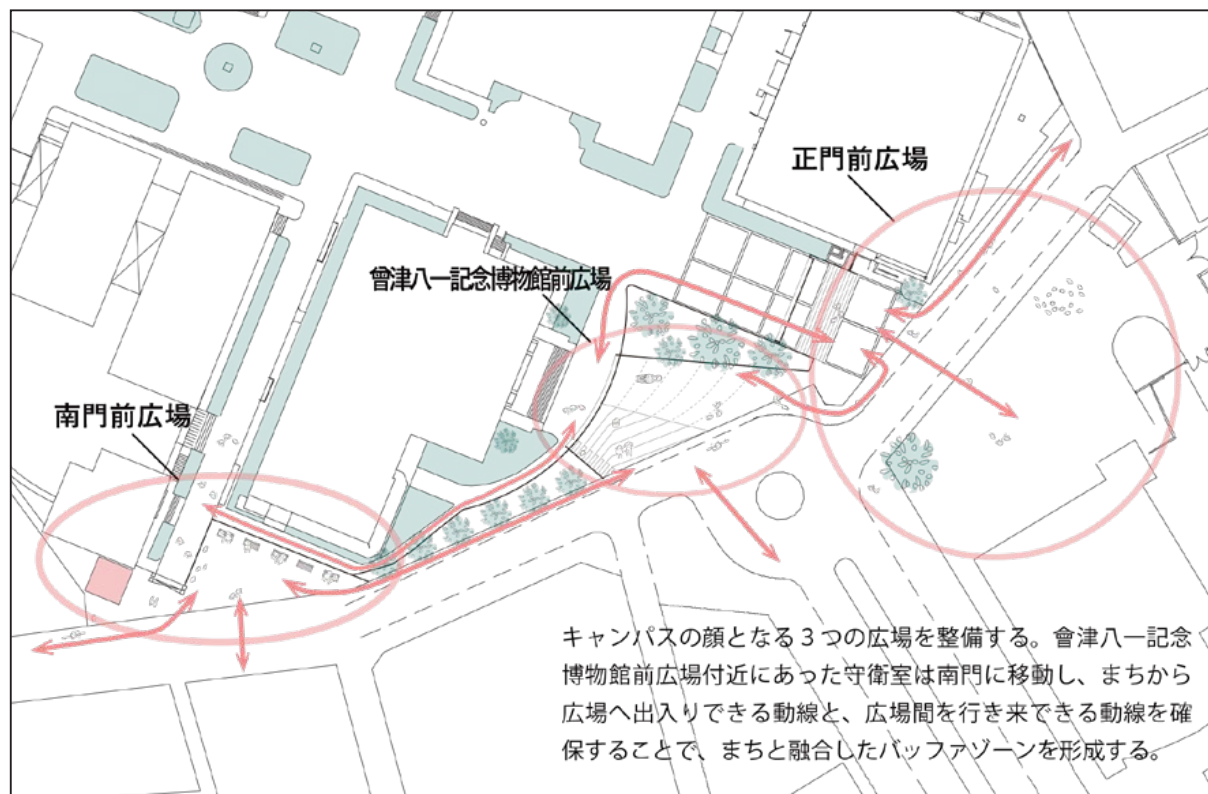 正門前広場
會津八一記念博物館前広場
南門前広場
キャンパスの顔となる３つの広場を整備する。會津八一記念
博物館前広場付近にあった守衛室は南門に移動し、まちから
広場へ出入りできる動線と、広場間を行き来できる動線を確
保することで、まちと融合したバッファゾーンを形成する。